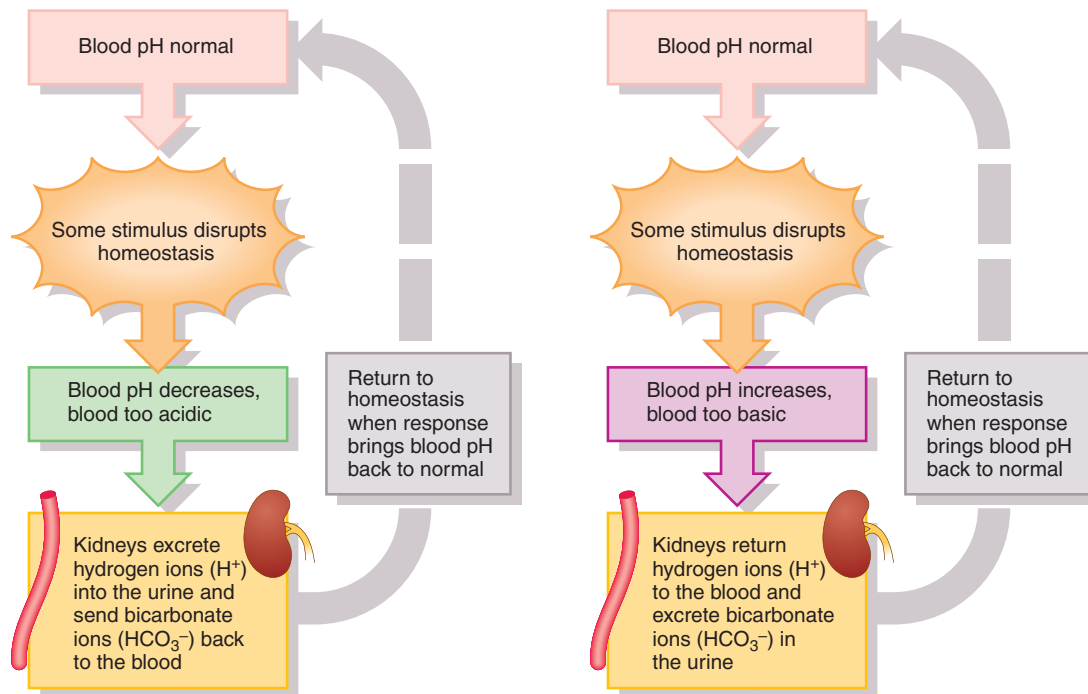 Blood pH normal
Some stimulus disrupts
homeostasis
Blood pH decreases,
blood too acidic
Return to
homeostasis
when response
brings blood pH
back to normal
Kidneys excrete
hydrogen ions (H⁺)
into the urine and
send bicarbonate
ions (HCO₃⁻) back
to the blood
Blood pH normal
Some stimulus disrupts
homeostasis
Blood pH increases,
blood too basic
Return to
homeostasis
when response
brings blood pH
back to normal
Kidneys return
hydrogen ions (H⁺)
to the blood and
excrete bicarbonate
ions (HCO₃⁻) in
the urine